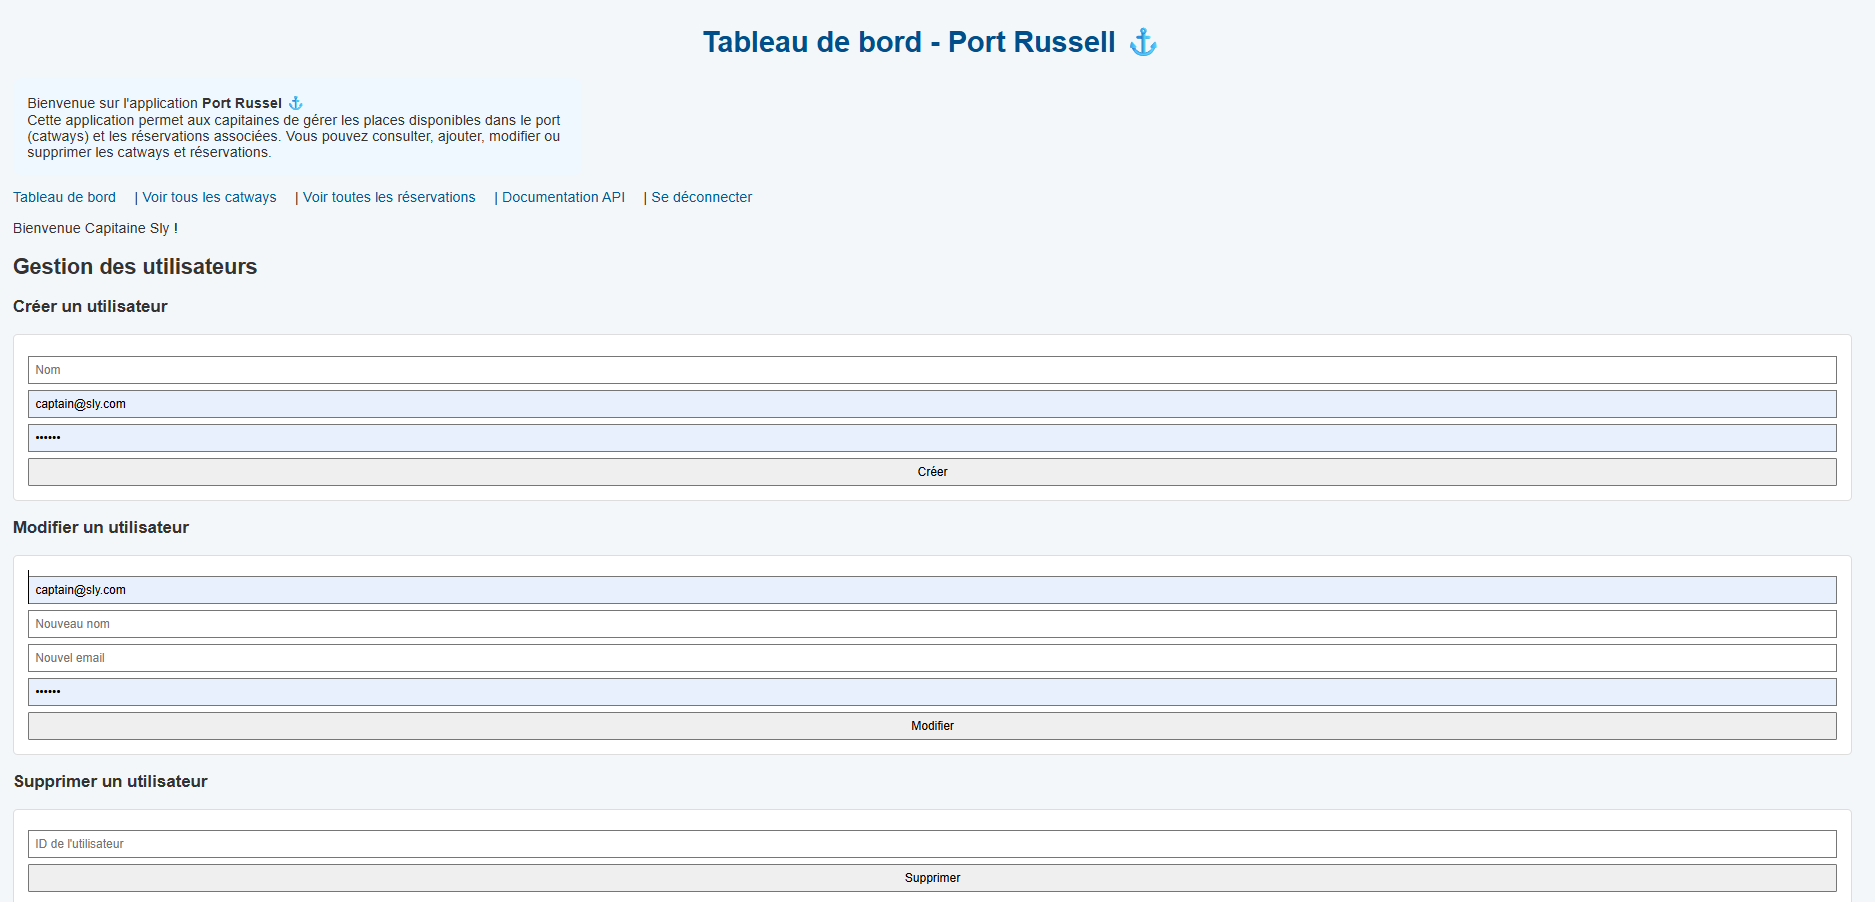 Tableau de bord - Port Russell ⚓
Bienvenue sur l'application Port Russel ⚓
Cette application permet aux capitaines de gérer les places disponibles dans le port
(catways) et les réservations associées. Vous pouvez consulter, ajouter, modifier ou
supprimer les catways et réservations.
Tableau de bord | Voir tous les catways | Voir toutes les réservations | Documentation API | Se déconnecter
Bienvenue Capitaine Sly !
Gestion des utilisateurs
Créer un utilisateur
Nom
captain@sly.com
••••••
Créer
Modifier un utilisateur
captain@sly.com
Nouveau nom
Nouvel email
••••••
Modifier
Supprimer un utilisateur
ID de l'utilisateur
Supprimer